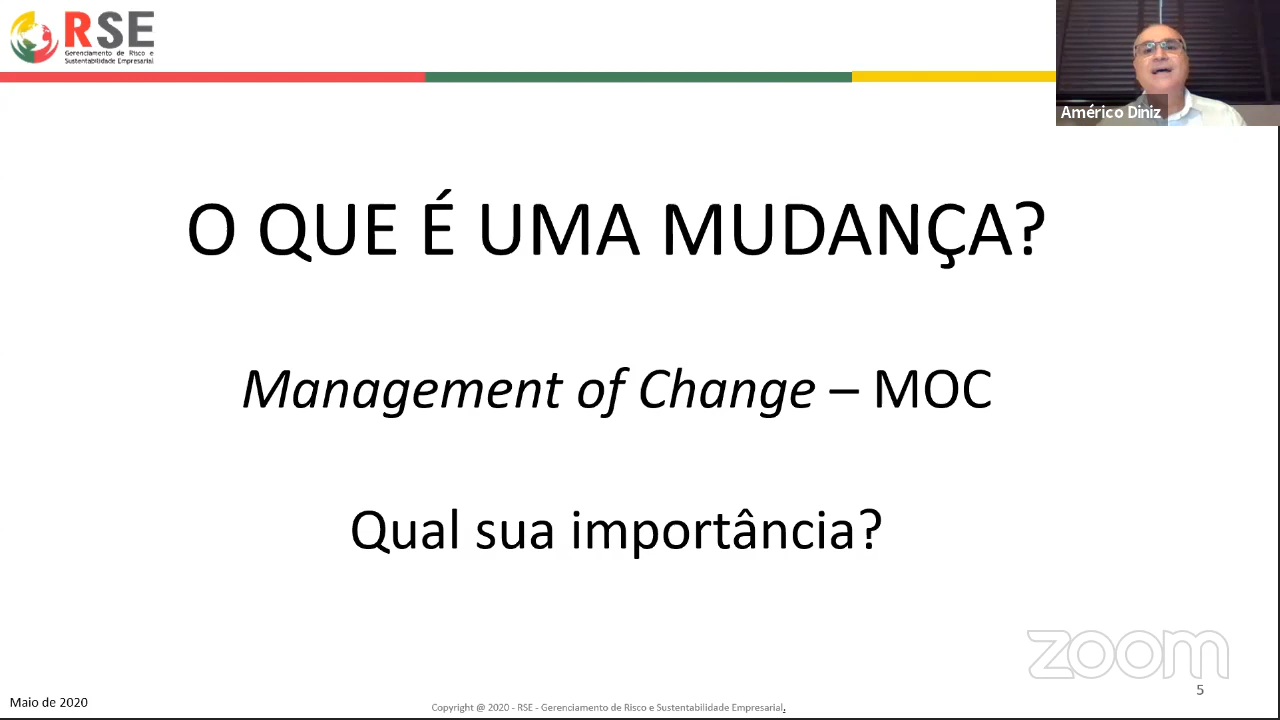 RSE
Gerenciamento de Risco e
Sustentabilidade Empresarial
Américo Diniz
O QUE É UMA MUDANÇA?
Management of Change – MOC
Qual sua importância?
zoom
5
Maio de 2020
Copyright @ 2020 - RSE - Gerenciamento de Risco e Sustentabilidade Empresarial.